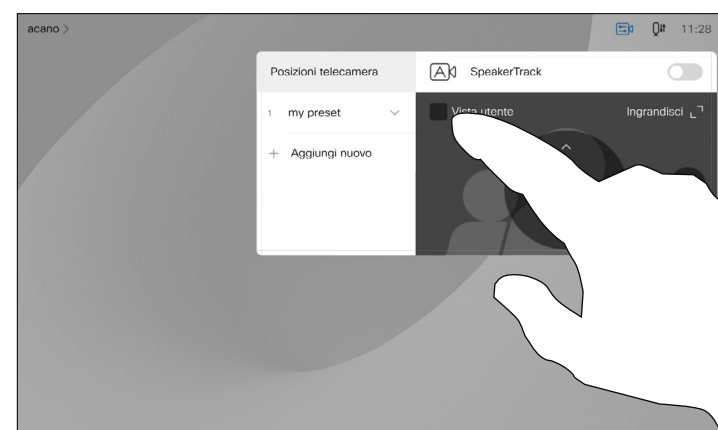 acano >
11:28
Posizioni telecamera
A
SpeakerTrack
1 my preset
Vista utente
Ingrandisci
+ Aggiungi nuovo